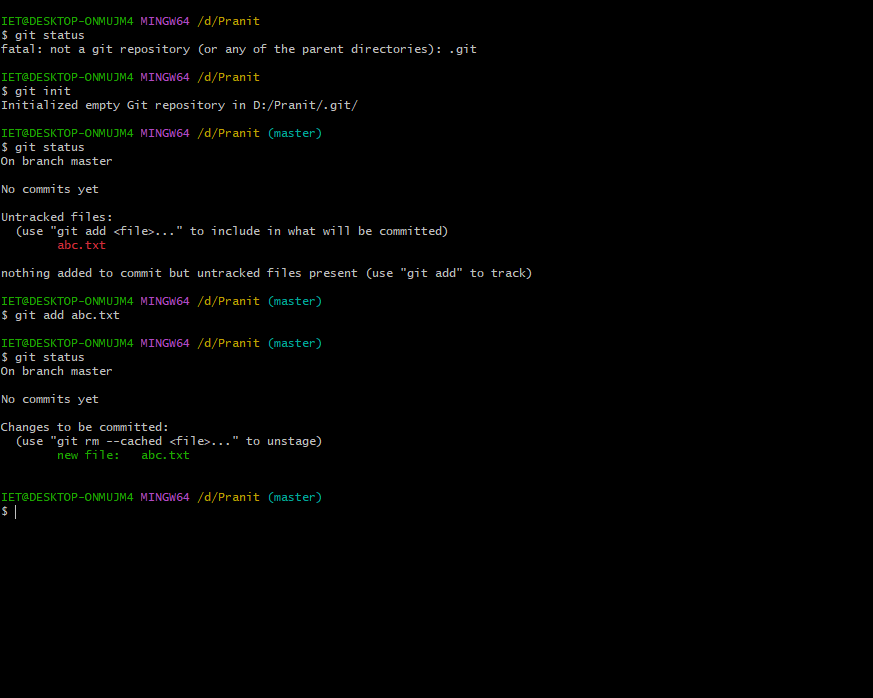 IET@DESKTOP-ONMUJM4 MINGW64 /d/Pranit
$ git status
fatal: not a git repository (or any of the parent directories): .git
IET@DESKTOP-ONMUJM4 MINGW64 /d/Pranit
$ git init
Initialized empty Git repository in D:/Pranit/.git/
IET@DESKTOP-ONMUJM4 MINGW64 /d/Pranit (master)
$ git status
On branch master
No commits yet
Untracked files:
  (use "git add <file>..." to include in what will be committed)
        abc.txt
nothing added to commit but untracked files present (use "git add" to track)
IET@DESKTOP-ONMUJM4 MINGW64 /d/Pranit (master)
$ git add abc.txt
IET@DESKTOP-ONMUJM4 MINGW64 /d/Pranit (master)
$ git status
On branch master
No commits yet
Changes to be committed:
  (use "git rm --cached <file>..." to unstage)
        new file:   abc.txt
IET@DESKTOP-ONMUJM4 MINGW64 /d/Pranit (master)
$